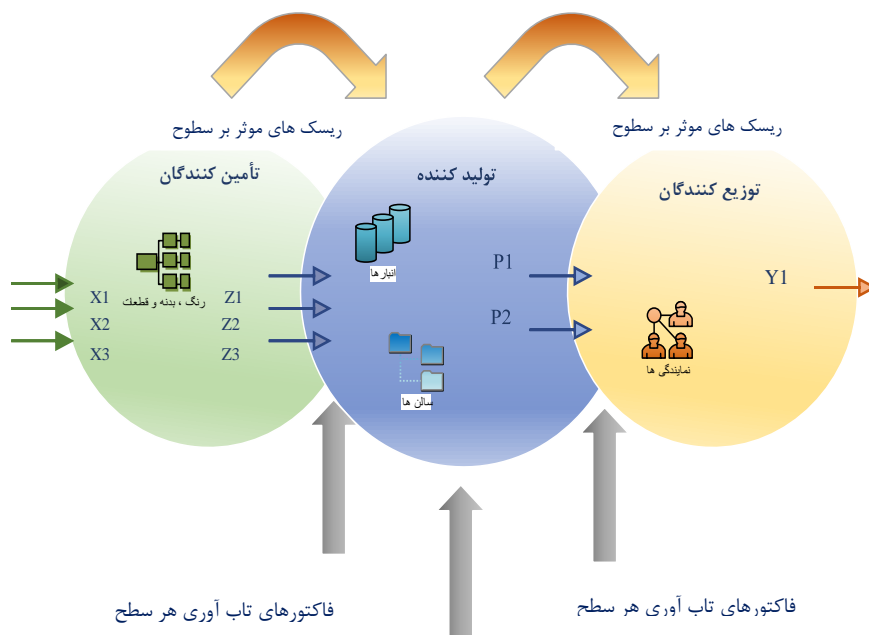 ریسک های موثر بر سطوح
ریسک های موثر بر سطوح
تأمین کنندگان
تولید کننده
توزیع کنندگان
رنگ ، بدنه و قطعات
X1
X2
X3
Z1
Z2
Z3
انبار ها
سالن ها
P1
P2
نمایندگی ها
Y1
فاکتورهای تاب آوری هر سطح
فاکتورهای تاب آوری هر سطح